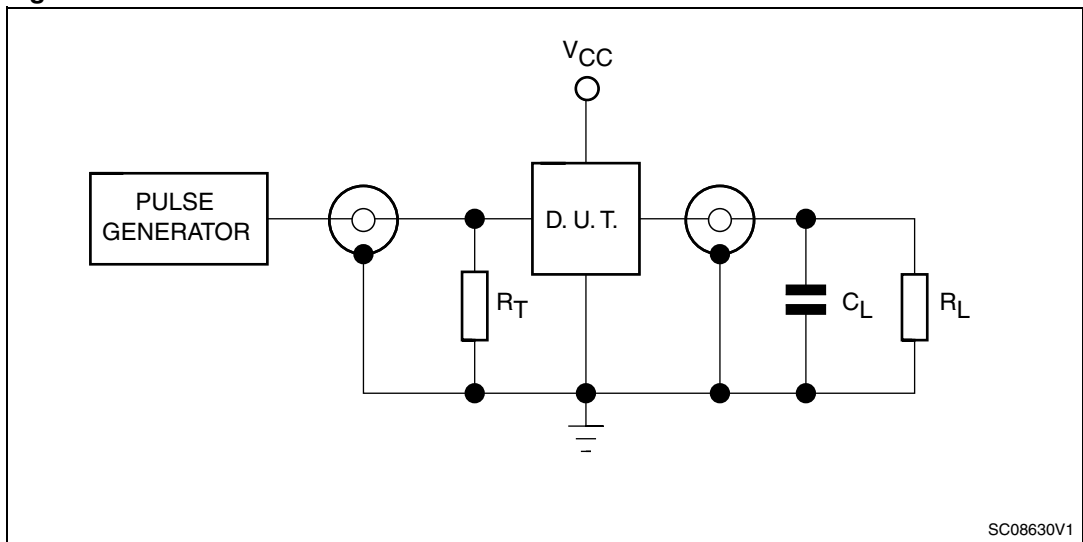 VCC
PULSE
GENERATOR
D. U. T.
RT
CL
RL
SC08630V1